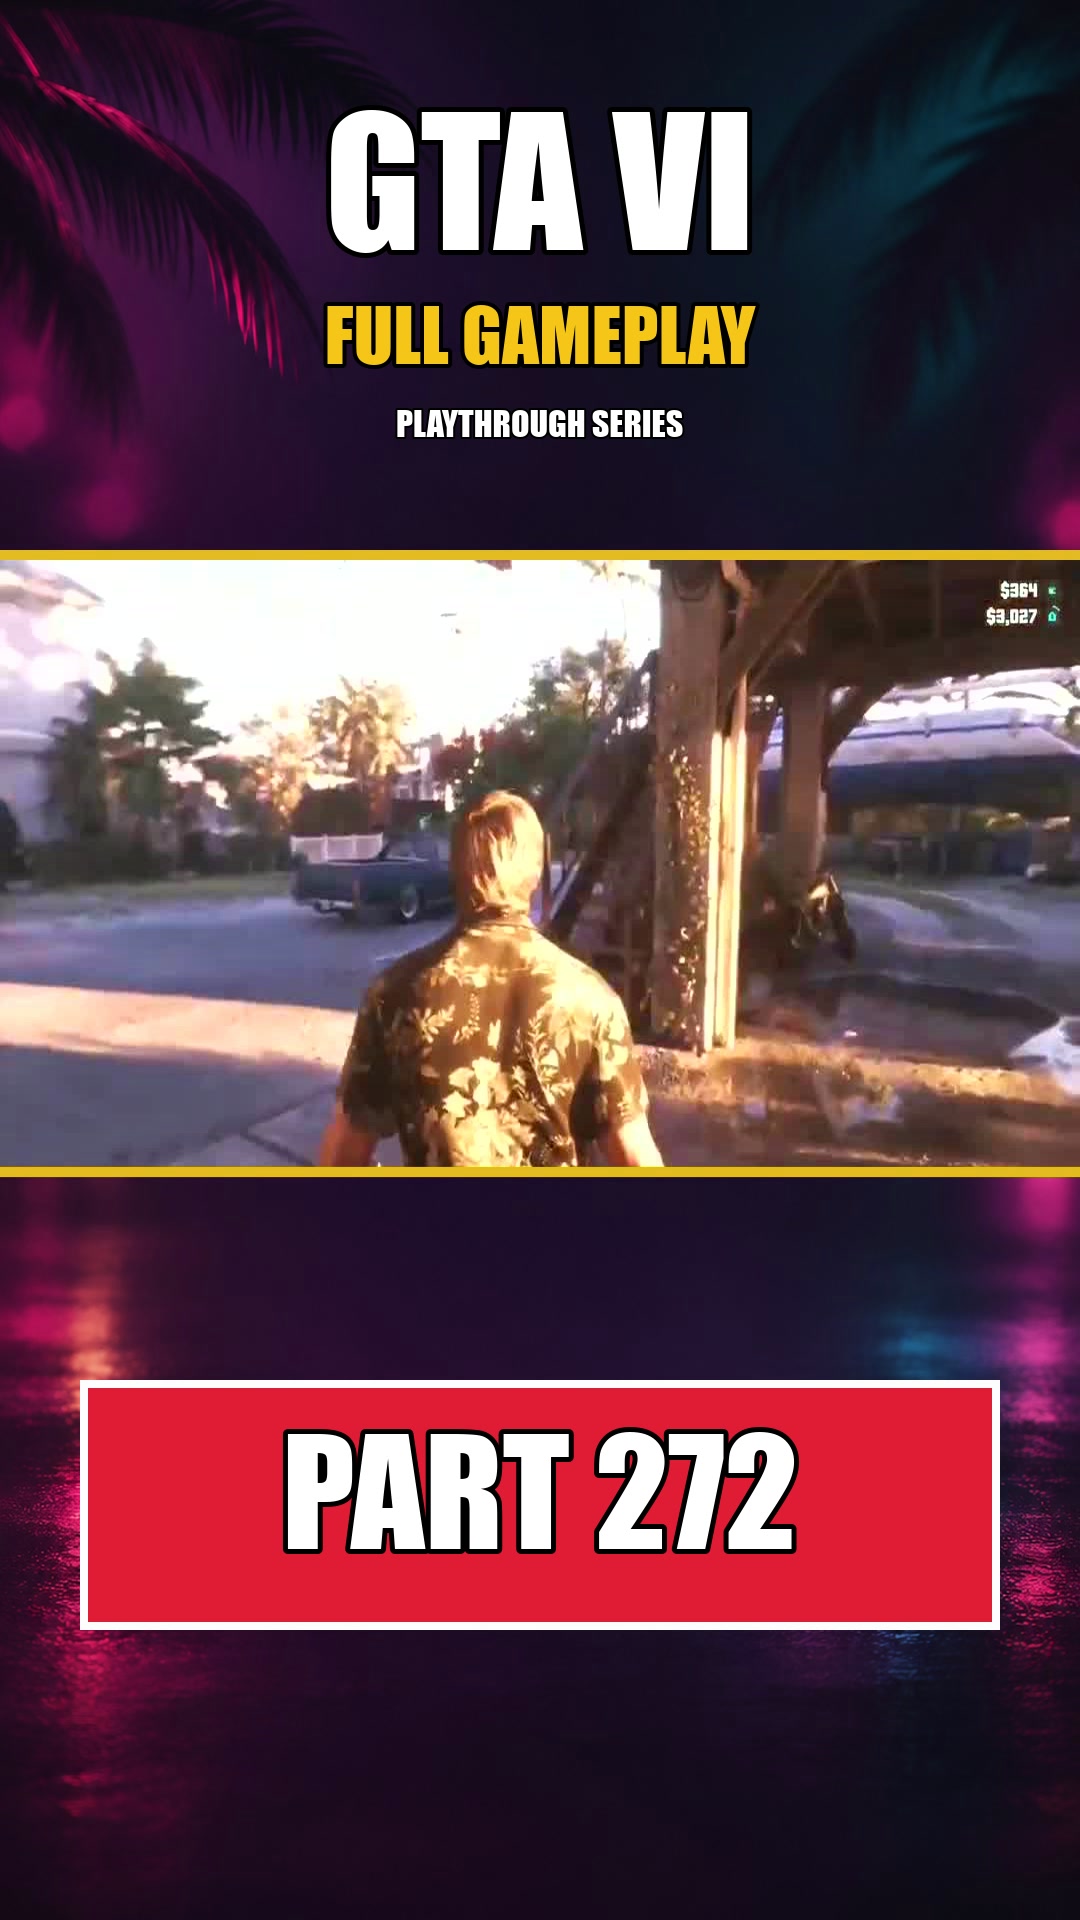 GTA VI
FULL GAMEPLAY
PLAYTHROUGH SERIES
$364
$3,027
PART 272